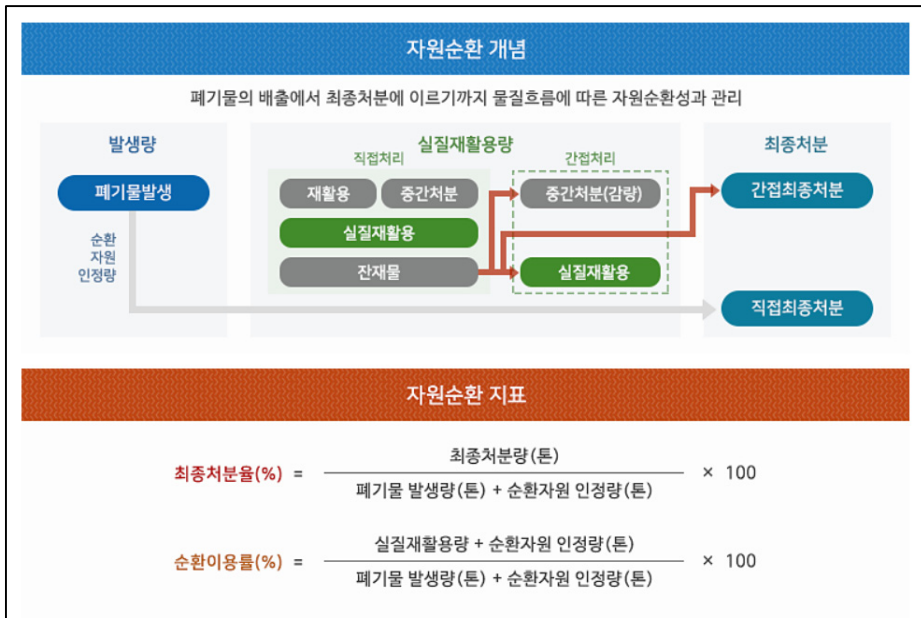 자원순환 개념
폐기물의 배출에서 최종처분에 이르기까지 물질흐름에 따른 자원순환성과 관리
발생량
폐기물발생
순환
자원
인정량
실질재활용량
직접처리
재활용
중간처분
실질재활용
잔재물
간접처리
중간처분(감량)
실질재활용
최종처분
간접최종처분
직접최종처분
자원순환 지표
최종처분율(%) = 최종처분량(톤) / 폐기물 발생량(톤) + 순환자원 인정량(톤) × 100
순환이용률(%) = 실질재활용량 + 순환자원 인정량(톤) / 폐기물 발생량(톤) + 순환자원 인정량(톤) × 100